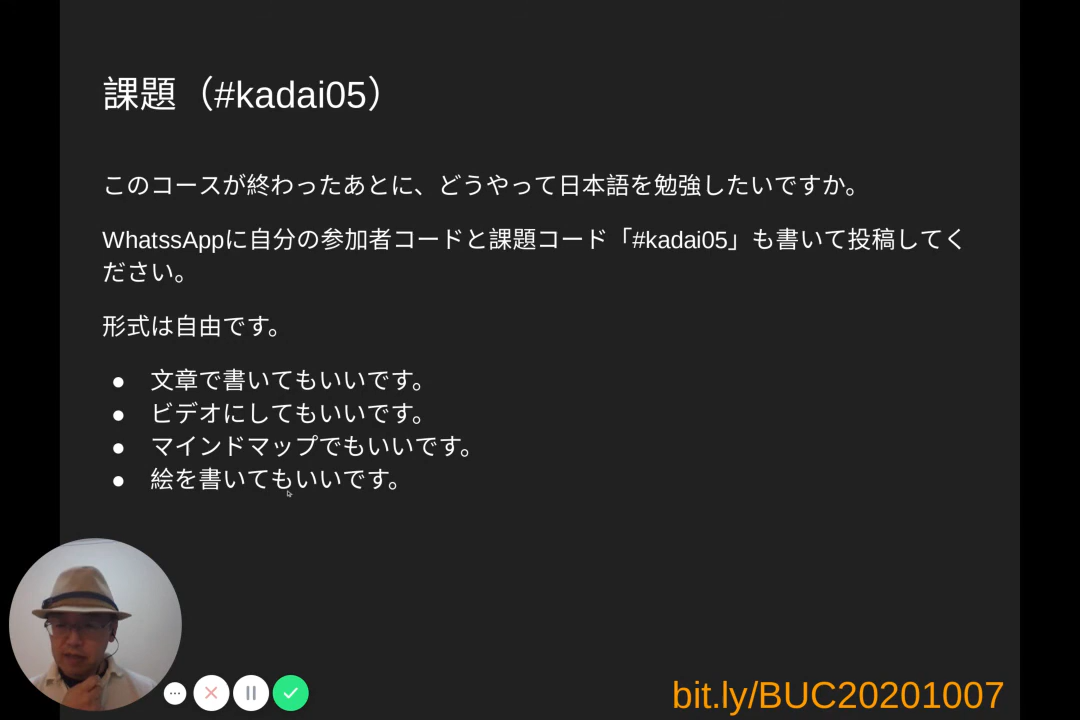 課題（#kadai05）
このコースが終わったあとに、どうやって日本語を勉強したいですか。
WhatssAppに自分の参加者コードと課題コード「#kadai05」も書いて投稿してく
ださい。
形式は自由です。
● 文章で書いてもいいです。
● ビデオにしてもいいです。
● マインドマップでもいいです。
● 絵を書いてもいいです。
bit.ly/BUC20201007